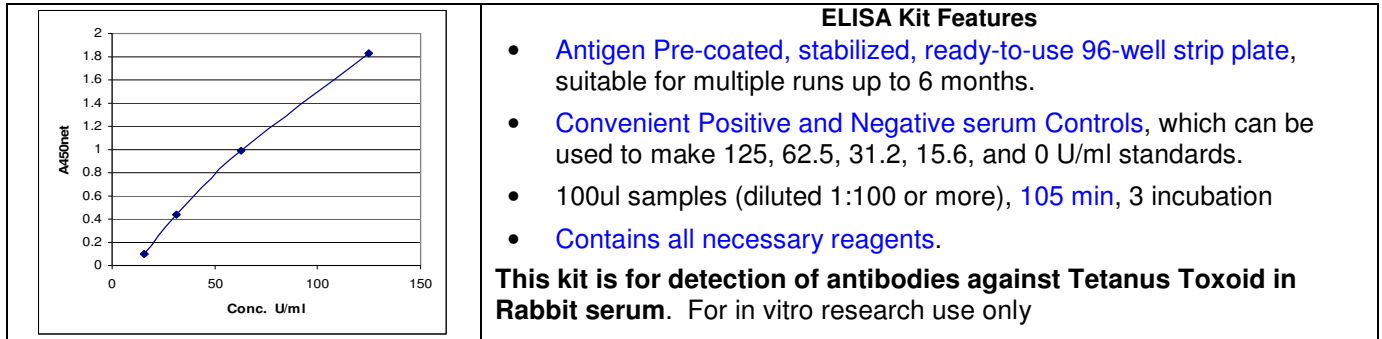 2
1.8
1.6
1.4
1.2
1
0.8
0.6
0.4
0.2
0
A450net
0
50
100
150
Conc. U/ml
ELISA Kit Features
• Antigen Pre-coated, stabilized, ready-to-use 96-well strip plate,
suitable for multiple runs up to 6 months.
• Convenient Positive and Negative serum Controls, which can be
used to make 125, 62.5, 31.2, 15.6, and 0 U/ml standards.
• 100ul samples (diluted 1:100 or more), 105 min, 3 incubation
• Contains all necessary reagents.
This kit is for detection of antibodies against Tetanus Toxoid in
Rabbit serum. For in vitro research use only